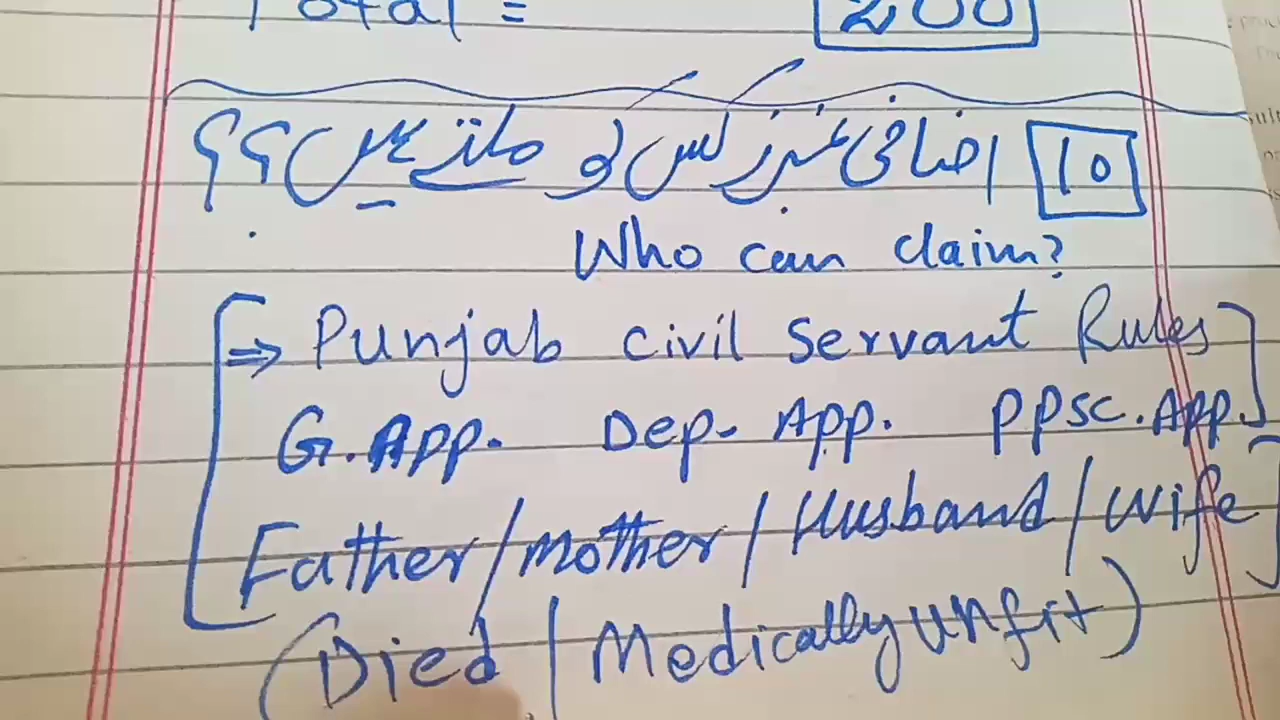 Total = 200
10 اضافی نمبرز کس کو ملتے ہیں ؟؟
Who can claim?
⇒ Punjab civil servant Rules
G. App. Dep. App. PPSC. App.
Father/mother/Husband/wife
(Died / Medically unfit)